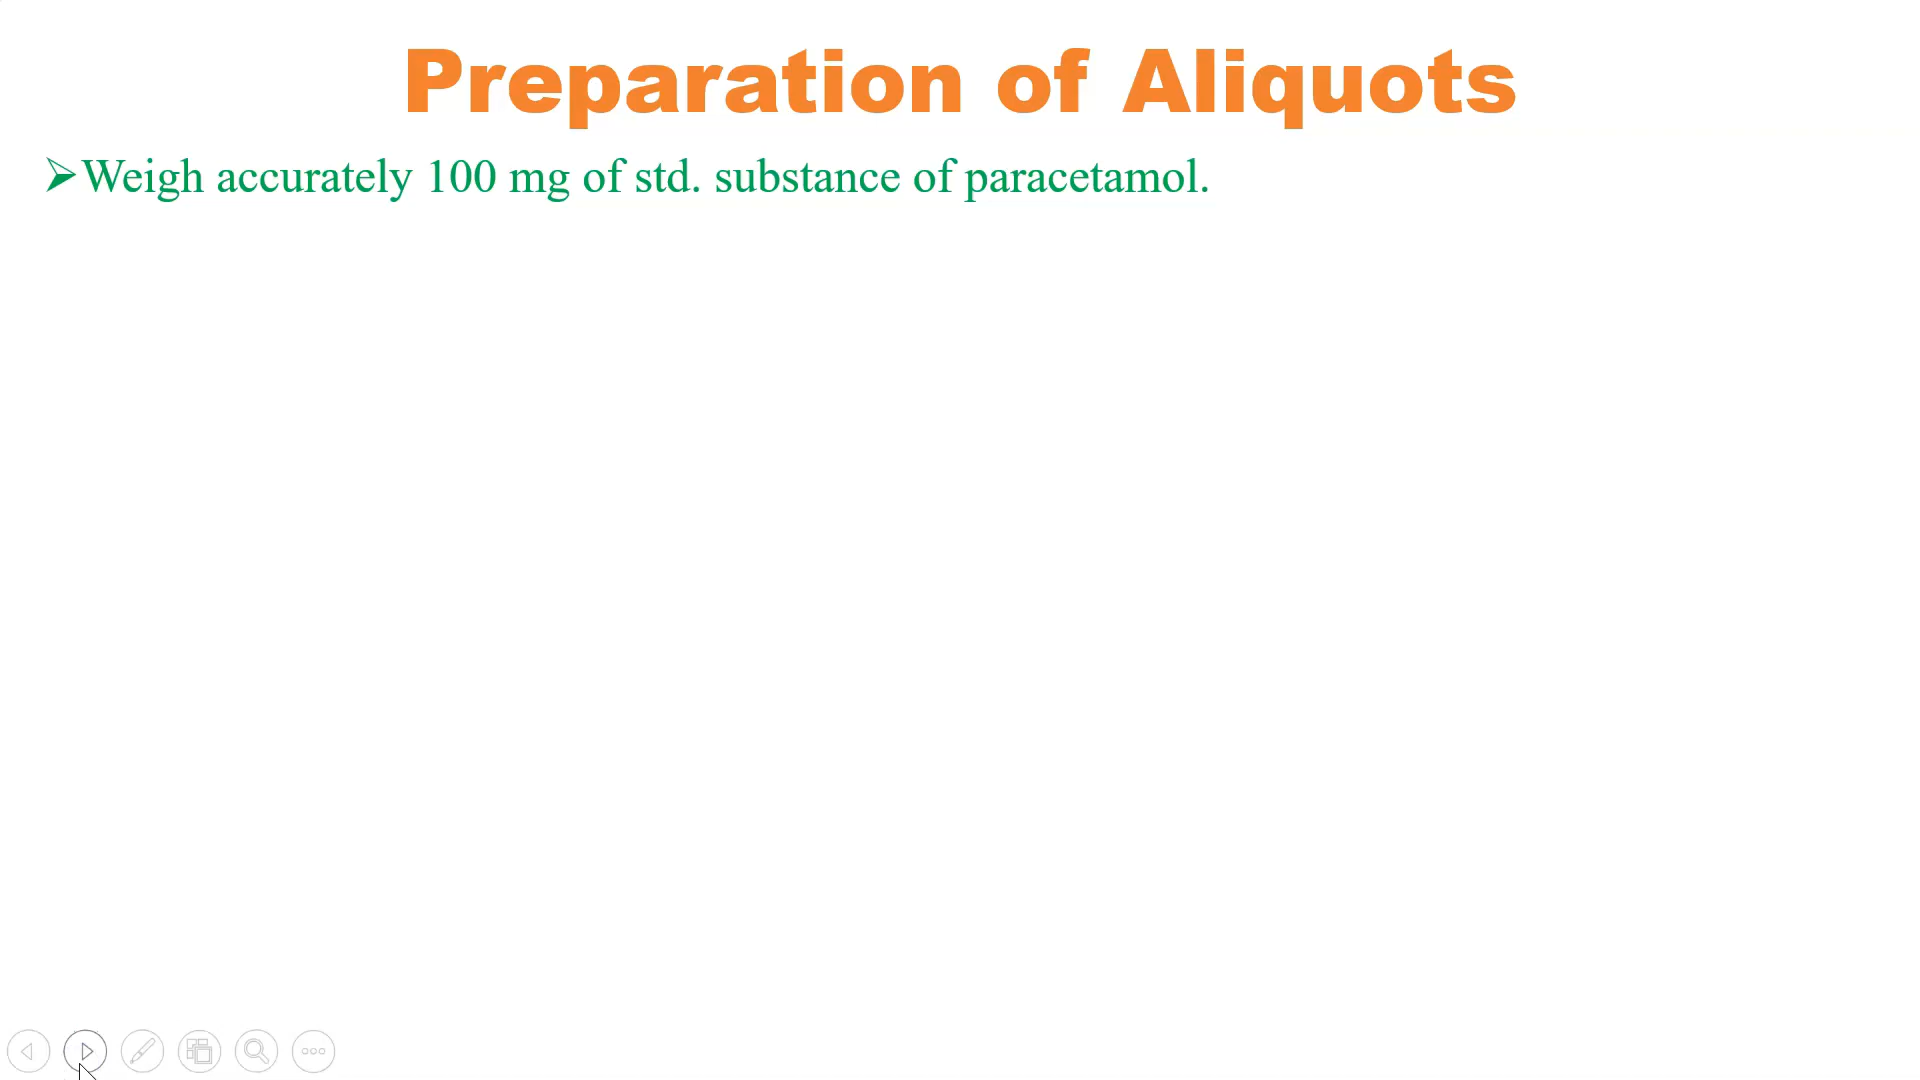 Preparation of Aliquots
➢Weigh accurately 100 mg of std. substance of paracetamol.